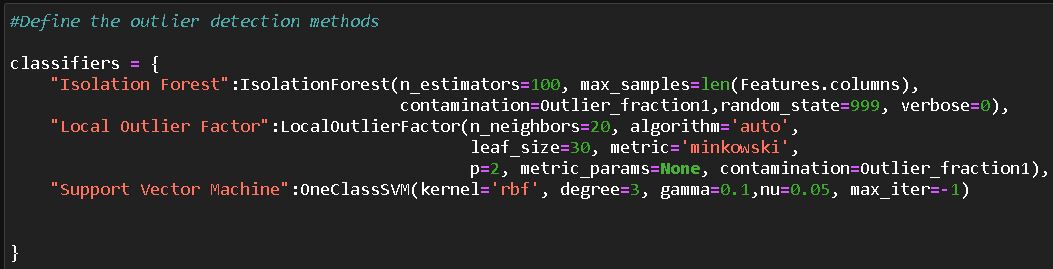 #Define the outlier detection methods
classifiers = {
"Isolation Forest":IsolationForest(n_estimators=100, max_samples=len(Features.columns),
contamination=Outlier_fraction1,random_state=999, verbose=0),
"Local Outlier Factor":LocalOutlierFactor(n_neighbors=20, algorithm='auto',
leaf_size=30, metric='minkowski',
p=2, metric_params=None, contamination=Outlier_fraction1),
"Support Vector Machine":OneClassSVM(kernel='rbf', degree=3, gamma=0.1,nu=0.05, max_iter=-1)
}